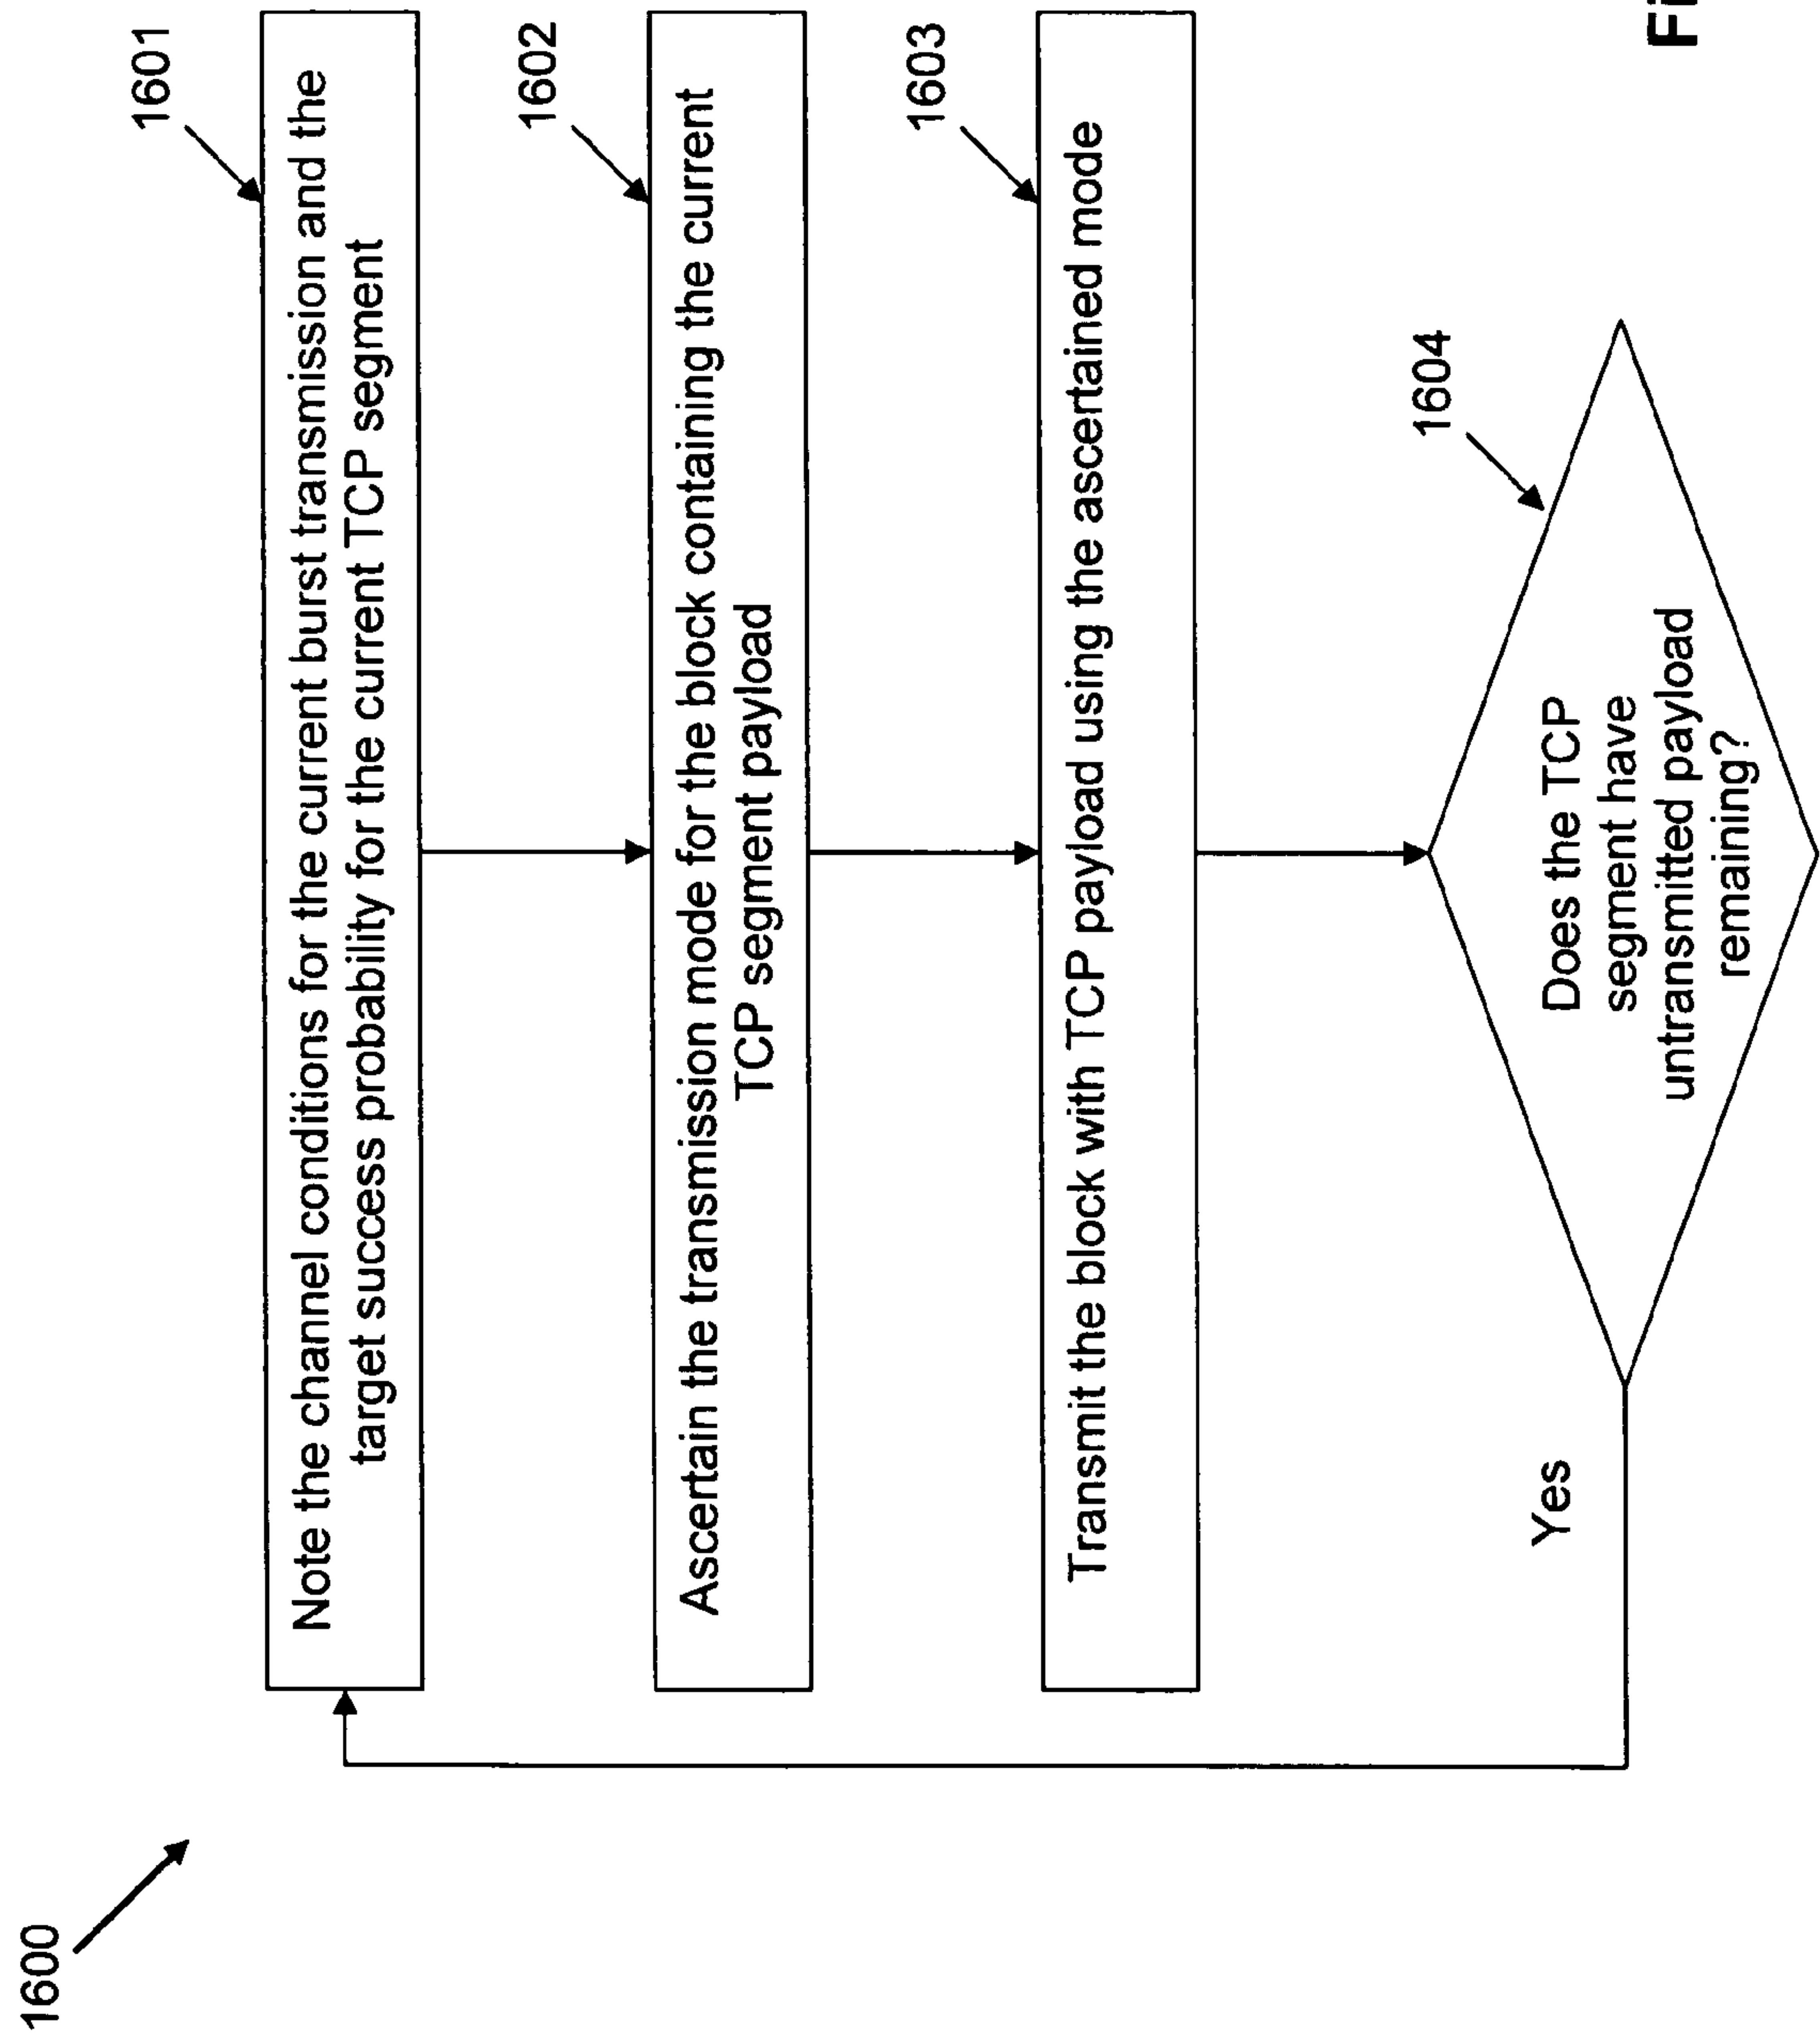 1600
1601
Note the channel conditions for the current burst transmission and the
target success probability for the current TCP segment
1602
Ascertain the transmission mode for the block containing the current
TCP segment payload
1603
Transmit the block with TCP payload using the ascertained mode
1604
Does the TCP
segment have
untransmitted payload
remaining?
Yes
Fi